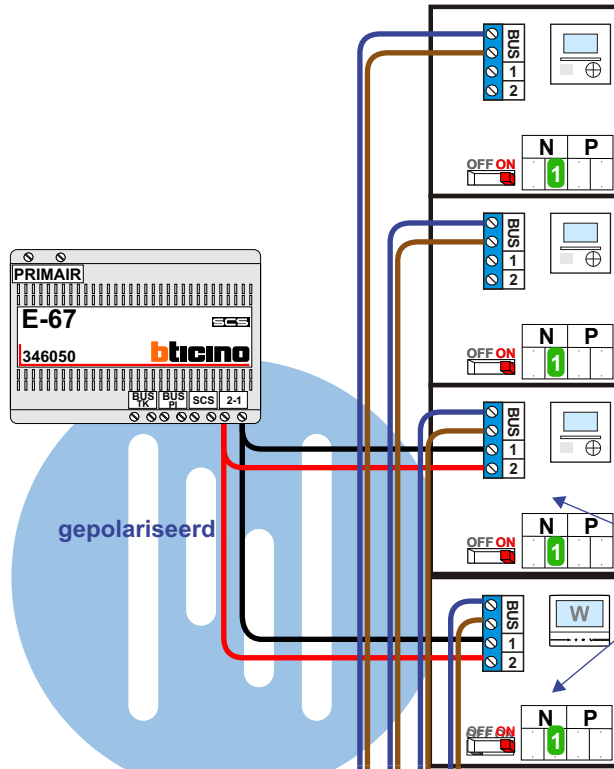 BUS
1
2
N P
OFF ON
1
BUS
1
2
N P
OFF ON
1
PRIMAIR
E-67
SCS
346050
bticino
BUS TK
BUS PI
SCS
2-1
BUS
1
2
gepolariseerd
N P
OFF ON
1
BUS
1
2
W
N P
OFF ON
1